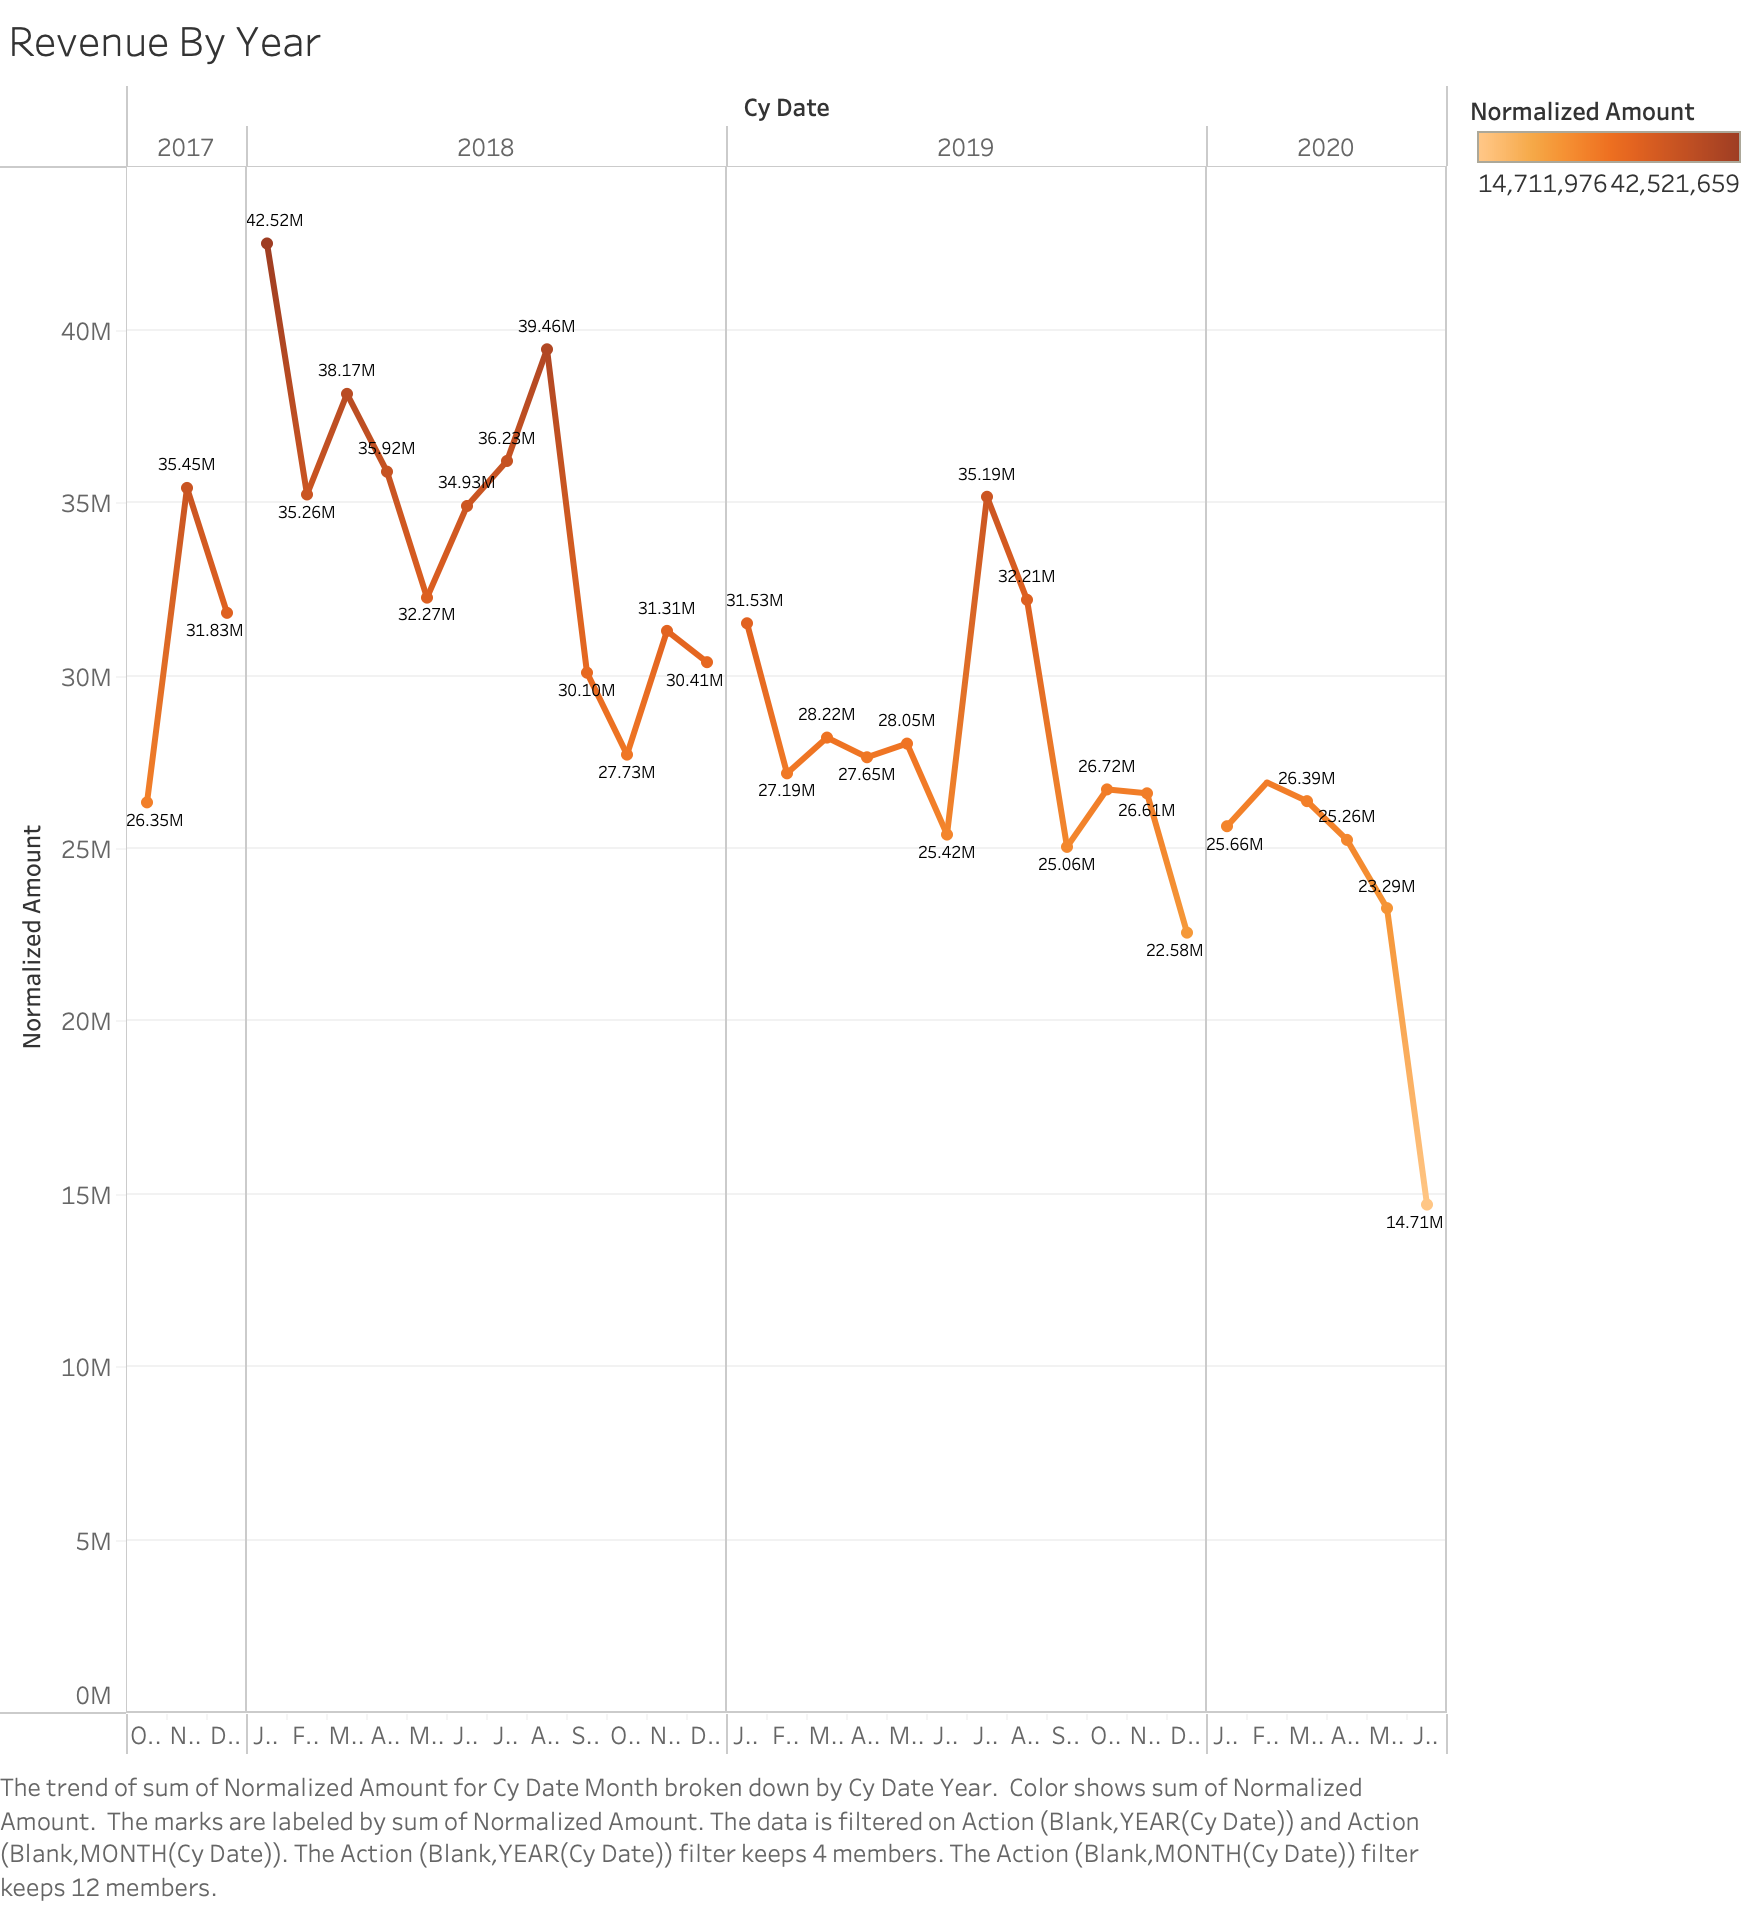 Revenue By Year
Cy Date
2017 2018 2019 2020
Normalized Amount
14,711,976 42,521,659
Normalized Amount
40M
35M
30M
25M
20M
15M
10M
5M
0M
26.35M
35.45M
31.83M
42.52M
35.26M
38.17M
35.92M
32.27M
34.93M
36.23M
39.46M
30.10M
27.73M
31.31M
30.41M
31.53M
27.19M
28.22M
27.65M
28.05M
25.42M
35.19M
32.21M
25.06M
26.72M
26.61M
22.58M
25.66M
26.39M
25.26M
23.29M
14.71M
O.. N.. D.. J.. F.. M.. A.. M.. J.. J.. A.. S.. O.. N.. D.. J.. F.. M.. A.. M.. J.. J.. A.. S.. O.. N.. D.. J.. F.. M.. A.. M.. J..
The trend of sum of Normalized Amount for Cy Date Month broken down by Cy Date Year.  Color shows sum of Normalized
Amount.  The marks are labeled by sum of Normalized Amount. The data is filtered on Action (Blank,YEAR(Cy Date)) and Action
(Blank,MONTH(Cy Date)). The Action (Blank,YEAR(Cy Date)) filter keeps 4 members. The Action (Blank,MONTH(Cy Date)) filter
keeps 12 members.